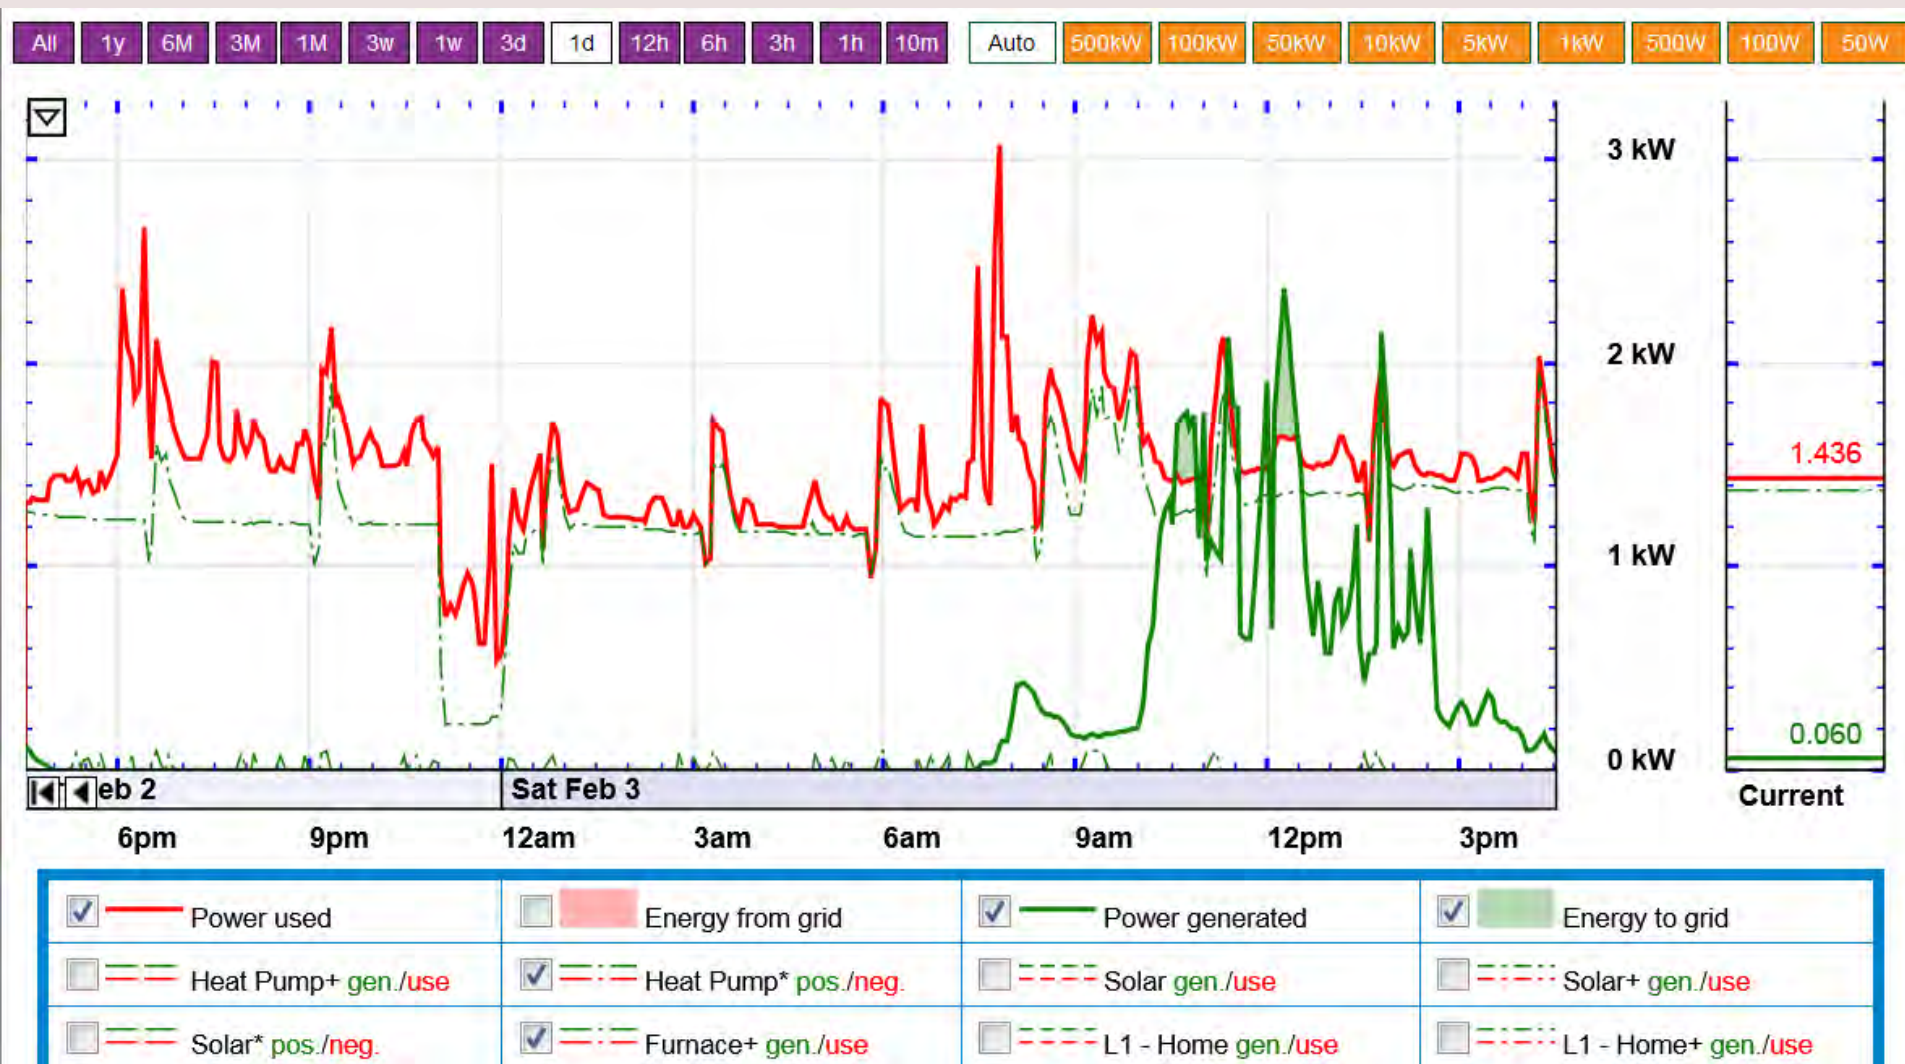 All 1y 6M 3M 1M 3w 1w 3d 1d 12h 6h 3h 1h 10m Auto 500kW 100kW 50kW 10kW 5kW 1kW 500W 100W 50W
3 kW
2 kW
1.436
1 kW
0.060
0 kW
eb 2 Sat Feb 3
Current
6pm 9pm 12am 3am 6am 9am 12pm 3pm
Power used Energy from grid Power generated Energy to grid
Heat Pump+ gen./use Heat Pump* pos./neg. Solar gen./use Solar+ gen./use
Solar* pos./neg. Furnace+ gen./use L1 - Home gen./use L1 - Home+ gen./use